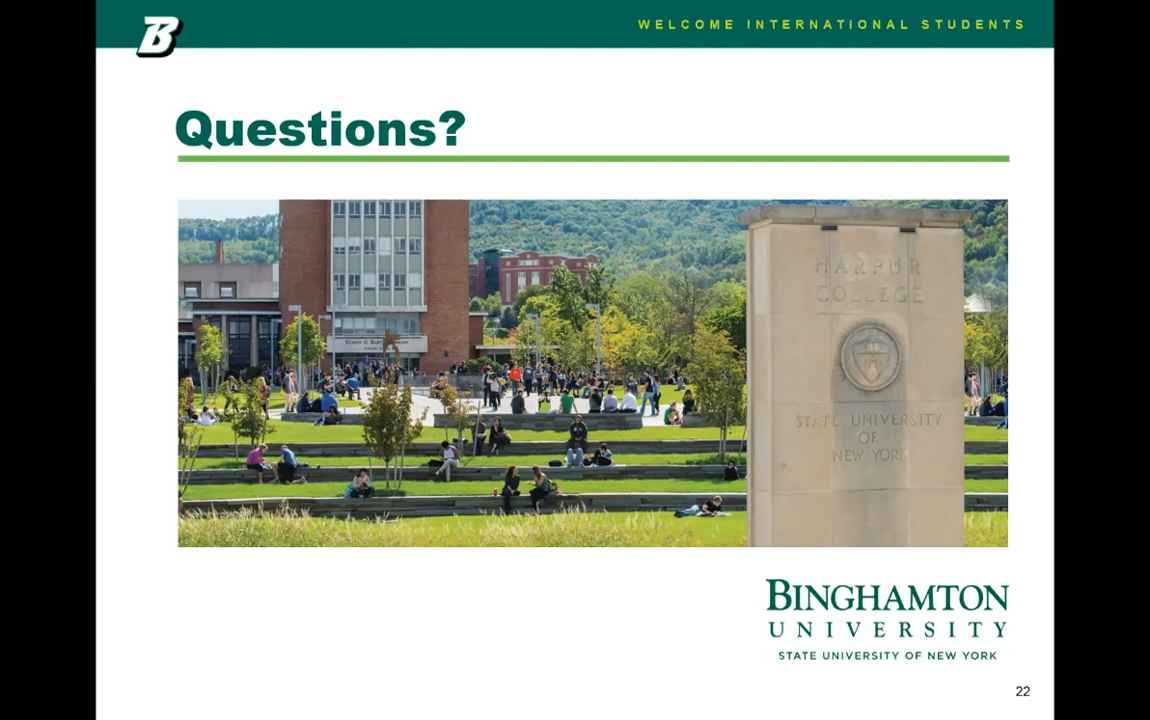 B
WELCOME INTERNATIONAL STUDENTS
Questions?
HARPUR
COLLEGE
STATE UNIVERSITY
OF
NEW YORK
BINGHAMTON
UNIVERSITY
STATE UNIVERSITY OF NEW YORK
22